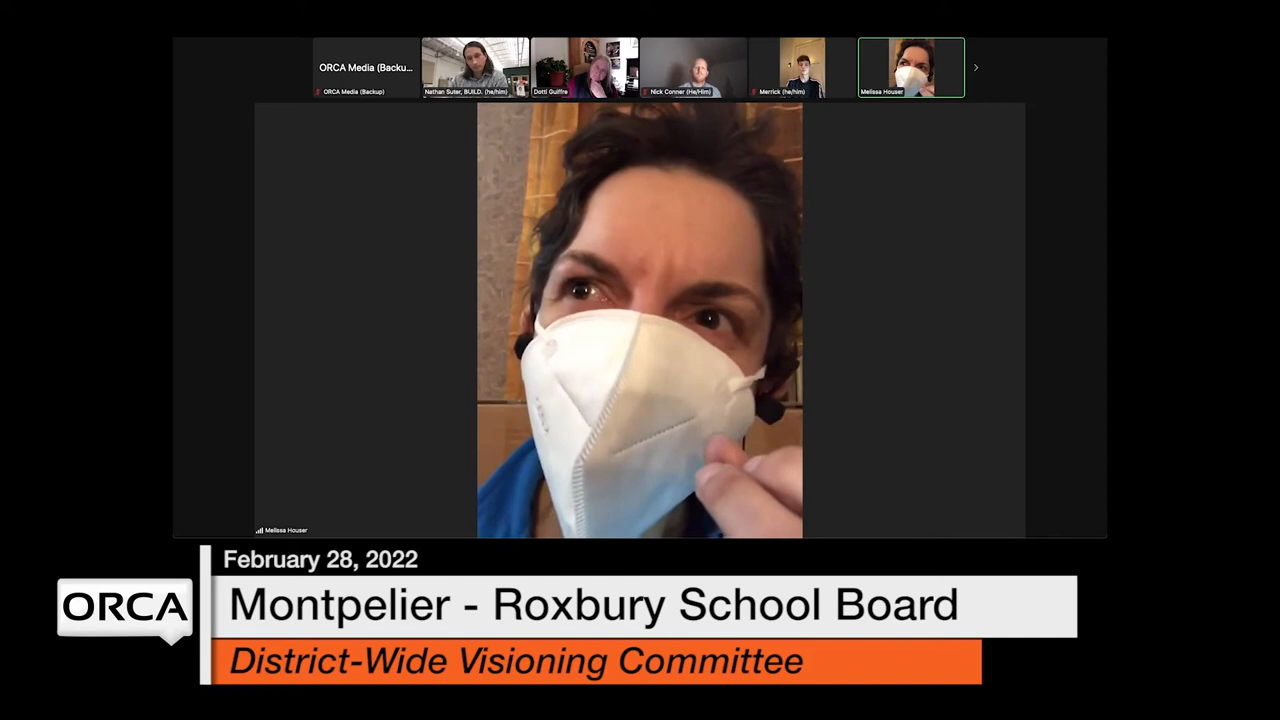 ORCA Media (Backu...
ORCA Media (Backup)
Nathan Suter, BUILD. (he/him)
Dotti Guiffre
Nick Conner (He/Him)
Merrick (he/him)
Melissa Houser
Melissa Houser
February 28, 2022
ORCA
Montpelier - Roxbury School Board
District-Wide Visioning Committee